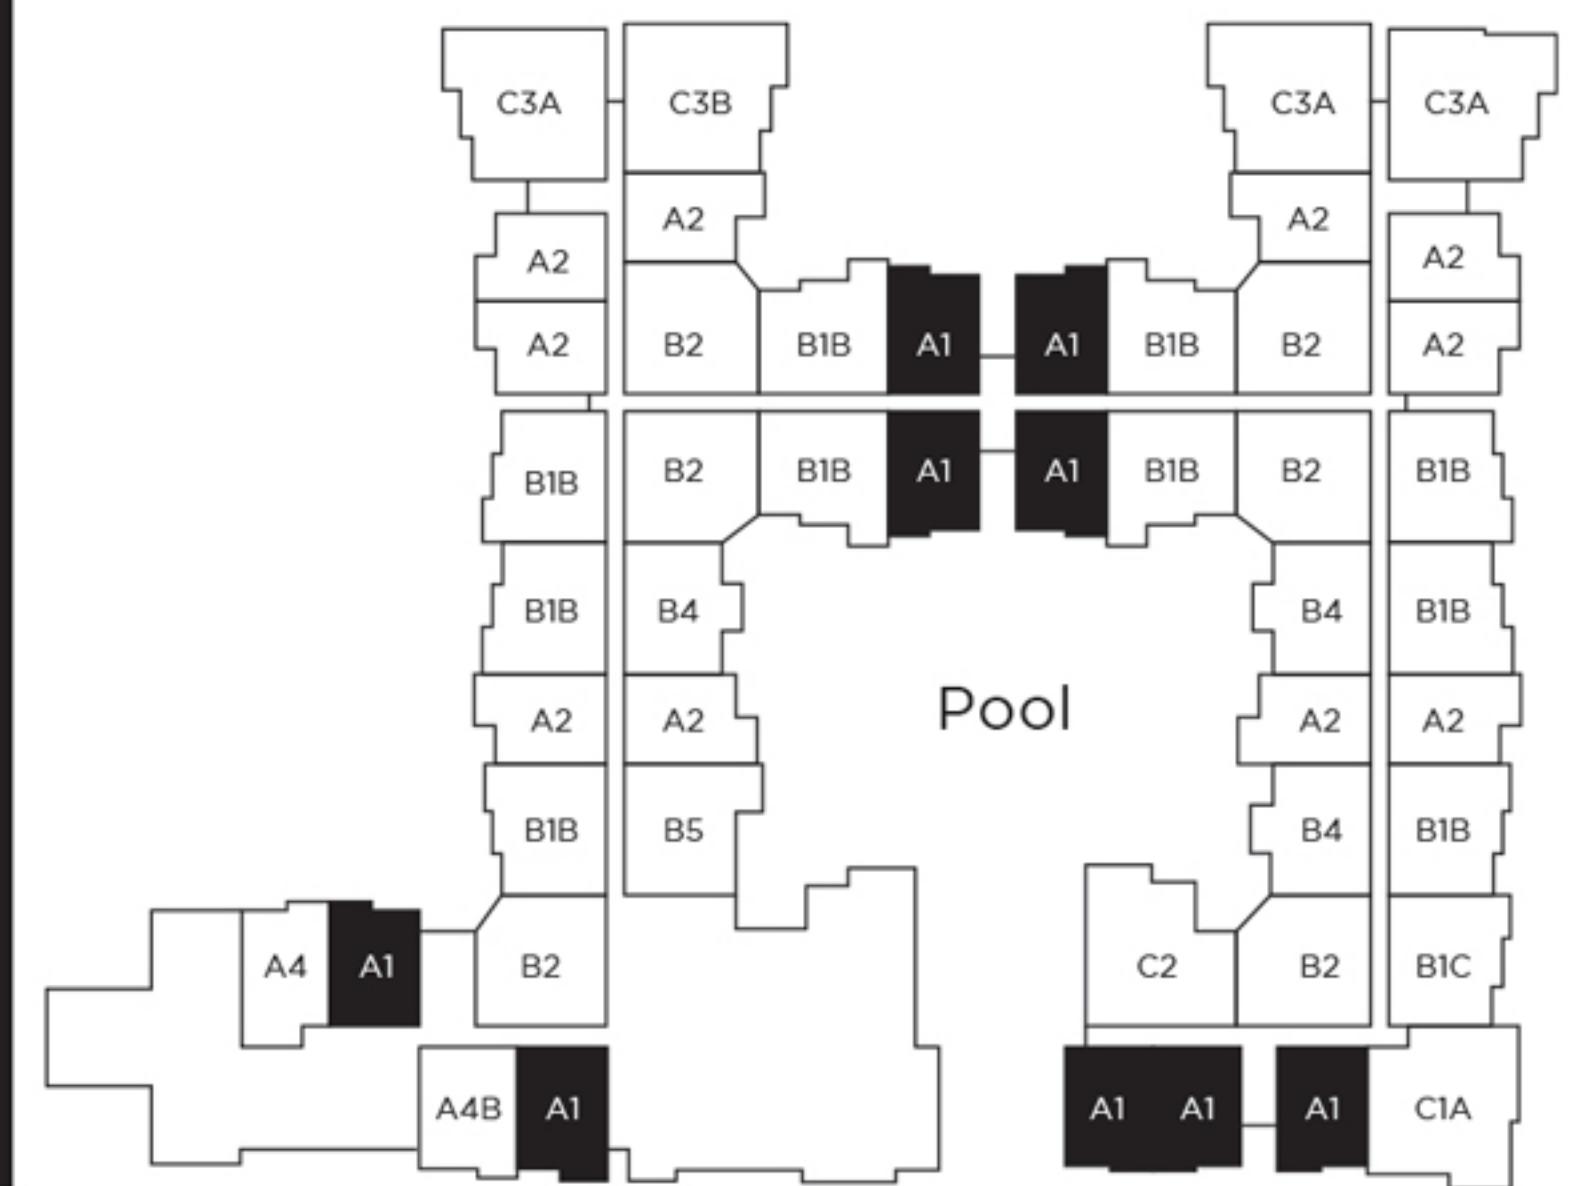 C3A C3B C3A C3A
A2 A2
A2 A2
A2 B2 B1B A1 A1 B1B B2 A2
B1B B2 B1B A1 A1 B1B B2 B1B
B1B B4 B4 B1B
Pool
A2 A2 A2 A2
B1B B5 B4 B1B
A4 A1 B2 C2 B2 B1C
A4B A1 A1 A1 A1 C1A